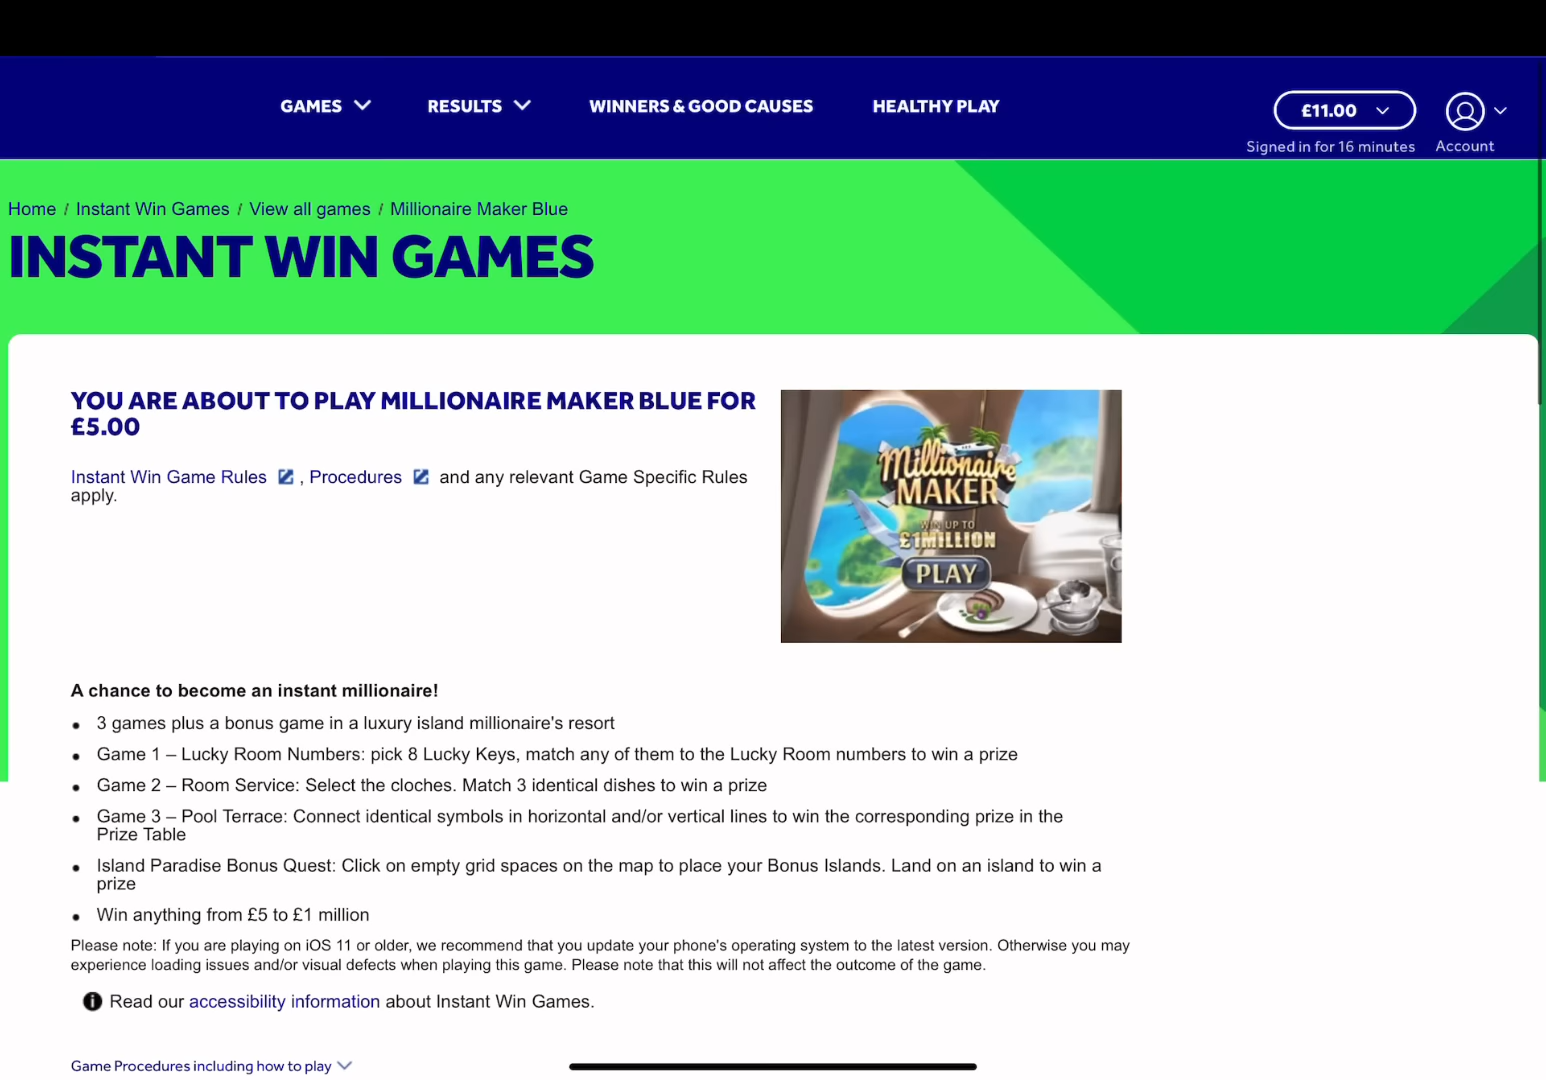 GAMES RESULTS WINNERS & GOOD CAUSES HEALTHY PLAY £11.00
Signed in for 16 minutes Account
Home / Instant Win Games / View all games / Millionaire Maker Blue
INSTANT WIN GAMES
YOU ARE ABOUT TO PLAY MILLIONAIRE MAKER BLUE FOR
£5.00
Instant Win Game Rules , Procedures and any relevant Game Specific Rules
apply.
Millionaire
MAKER
WIN UP TO
£1MILLION
PLAY
A chance to become an instant millionaire!
3 games plus a bonus game in a luxury island millionaire's resort
Game 1 – Lucky Room Numbers: pick 8 Lucky Keys, match any of them to the Lucky Room numbers to win a prize
Game 2 – Room Service: Select the cloches. Match 3 identical dishes to win a prize
Game 3 – Pool Terrace: Connect identical symbols in horizontal and/or vertical lines to win the corresponding prize in the
Prize Table
Island Paradise Bonus Quest: Click on empty grid spaces on the map to place your Bonus Islands. Land on an island to win a
prize
Win anything from £5 to £1 million
Please note: If you are playing on iOS 11 or older, we recommend that you update your phone's operating system to the latest version. Otherwise you may
experience loading issues and/or visual defects when playing this game. Please note that this will not affect the outcome of the game.
Read our accessibility information about Instant Win Games.
Game Procedures including how to play